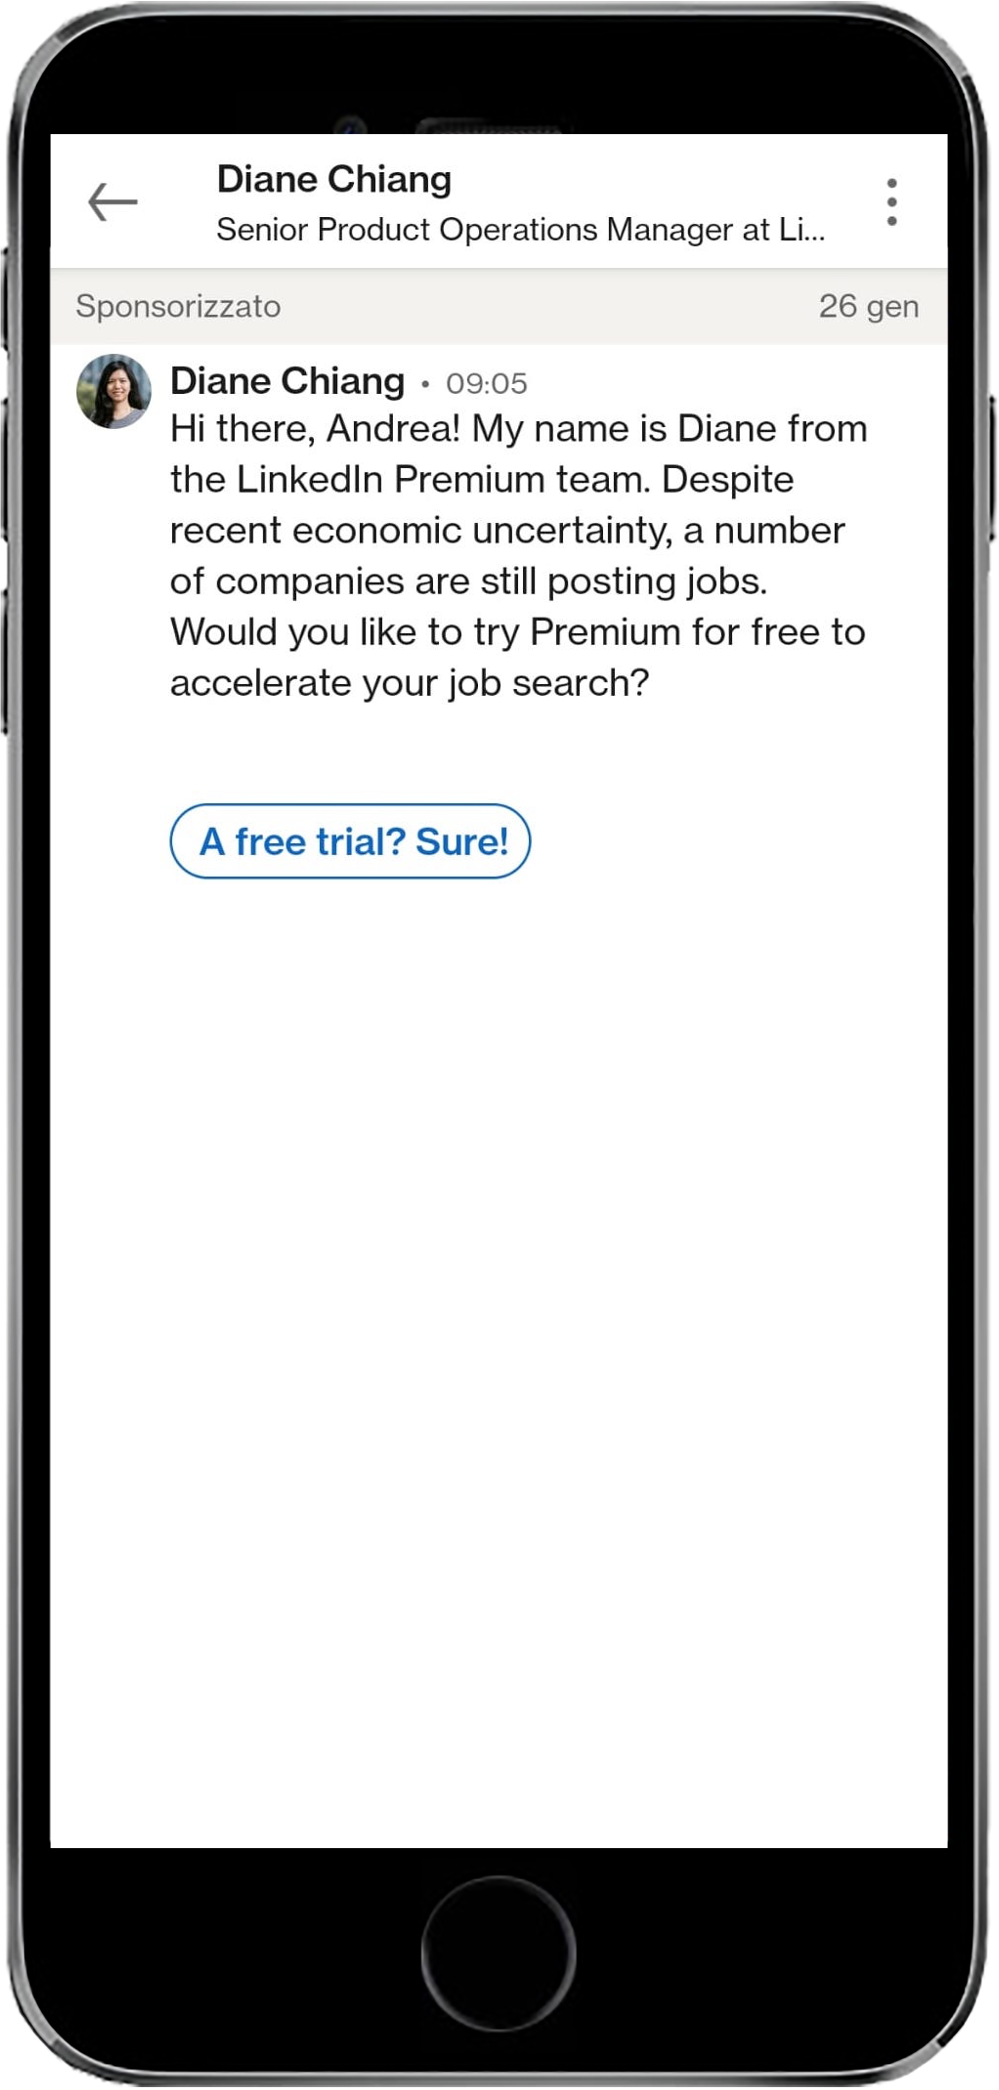 Diane Chiang
Senior Product Operations Manager at Li...
Sponsorizzato 26 gen
Diane Chiang • 09:05
Hi there, Andrea! My name is Diane from
the LinkedIn Premium team. Despite
recent economic uncertainty, a number
of companies are still posting jobs.
Would you like to try Premium for free to
accelerate your job search?
A free trial? Sure!